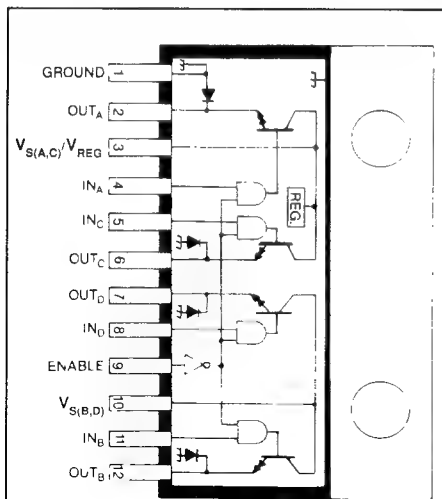 GROUND 1
OUTA 2
VS(A,C)/VREG 3
INA 4
INC 5
OUTC 6
OUTD 7
IND 8
ENABLE 9
VS(B,D) 10
INB 11
OUTB 12
REG.